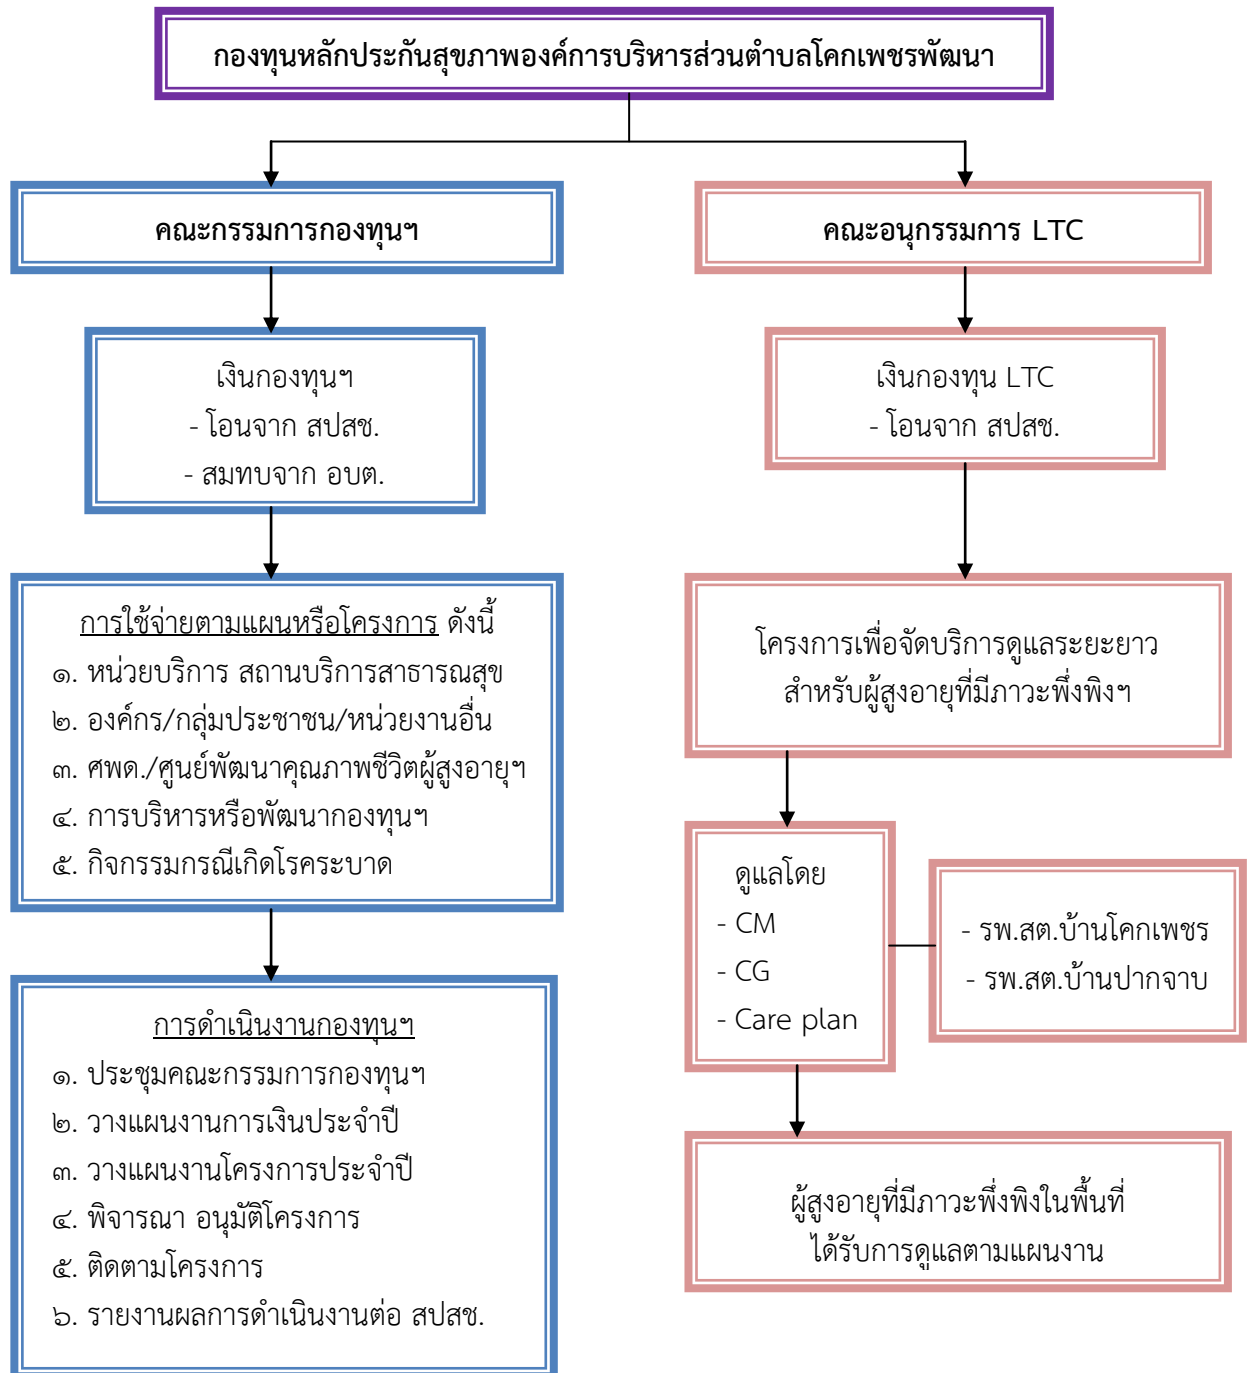 กองทุนหลักประกันสุขภาพองค์การบริหารส่วนตำบลโคกเพชรพัฒนา
คณะกรรมการกองทุนฯ
เงินกองทุนฯ
- โอนจาก สปสช.
- สมทบจาก อบต.
การใช้จ่ายตามแผนหรือโครงการ ดังนี้
๑. หน่วยบริการ สถานบริการสาธารณสุข
๒. องค์กร/กลุ่มประชาชน/หน่วยงานอื่น
๓. ศพด./ศูนย์พัฒนาคุณภาพชีวิตผู้สูงอายุฯ
๔. การบริหารหรือพัฒนากองทุนฯ
๕. กิจกรรมกรณีเกิดโรคระบาด
การดำเนินงานกองทุนฯ
๑. ประชุมคณะกรรมการกองทุนฯ
๒. วางแผนงานการเงินประจำปี
๓. วางแผนงานโครงการประจำปี
๔. พิจารณา อนุมัติโครงการ
๕. ติดตามโครงการ
๖. รายงานผลการดำเนินงานต่อ สปสช.
คณะอนุกรรมการ LTC
เงินกองทุน LTC
- โอนจาก สปสช.
โครงการเพื่อจัดบริการดูแลระยะยาว
สำหรับผู้สูงอายุที่มีภาวะพึ่งพิงฯ
ดูแลโดย
- CM
- CG
- Care plan
- รพ.สต.บ้านโคกเพชร
- รพ.สต.บ้านปากจาบ
ผู้สูงอายุที่มีภาวะพึ่งพิงในพื้นที่
ได้รับการดูแลตามแผนงาน